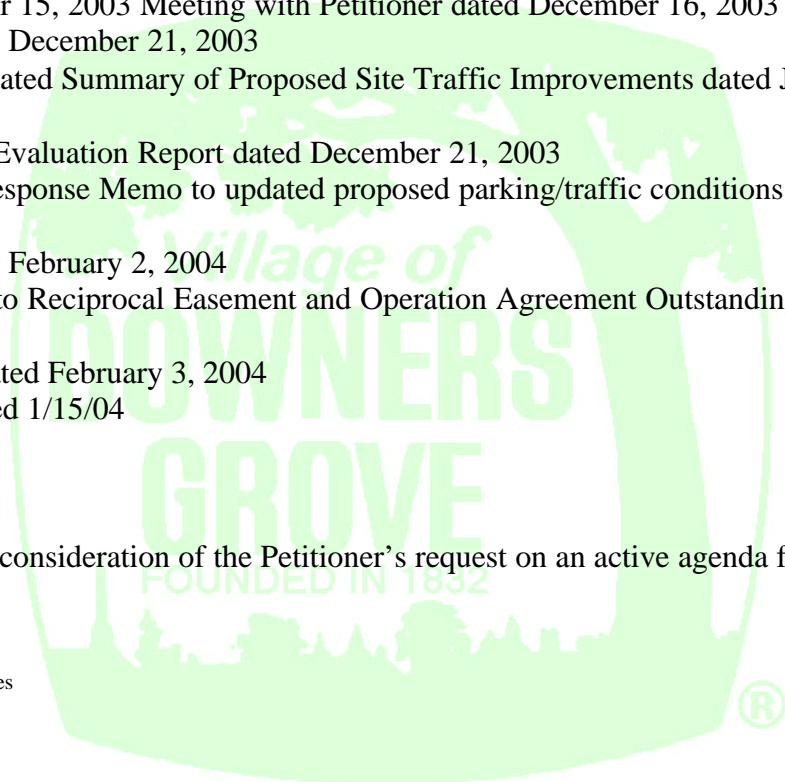 r 15, 2003 Meeting with Petitioner dated December 16, 2003
December 21, 2003
ated Summary of Proposed Site Traffic Improvements dated J
Evaluation Report dated December 21, 2003
esponse Memo to updated proposed parking/traffic conditions
Village of
February 2, 2004
to Reciprocal Easement and Operation Agreement Outstandin
DOWNERS
ted February 3, 2004
ed 1/15/04
GROVE
consideration of the Petitioner’s request on an active agenda f
FOUNDED IN 1832
es
®